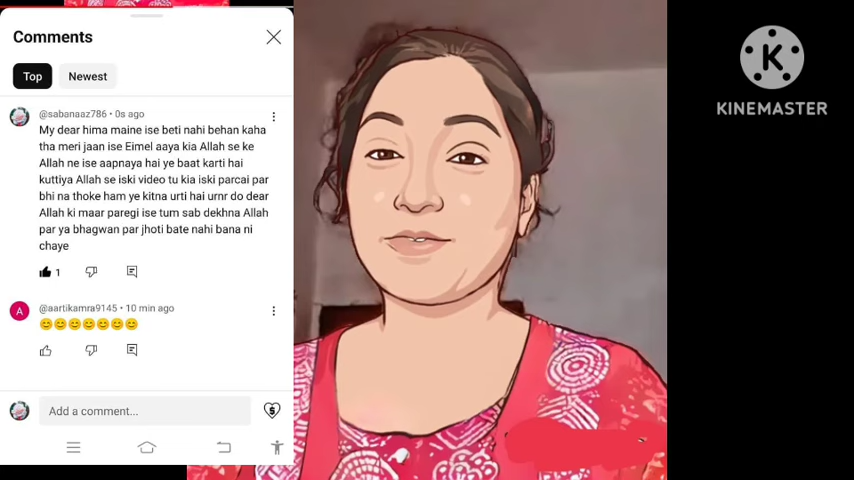 Comments
Top Newest
@sabanaaz786 • 0s ago
My dear hima maine ise beti nahi behan kaha
tha meri jaan ise Eimel aaya kia Allah se ke
Allah ne ise aapnaya hai ye baat karti hai
kuttiya Allah se iski video tu kia iski parcai par
bhi na thoke ham ye kitna urti hai urnr do dear
Allah ki maar paregi ise tum sab dekhna Allah
par ya bhagwan par jhoti bate nahi bana ni
chaye
1
A
@aartikamra9145 • 10 min ago
😊😊😊😊😊😊😊
Add a comment...
$
K
KINEMASTER